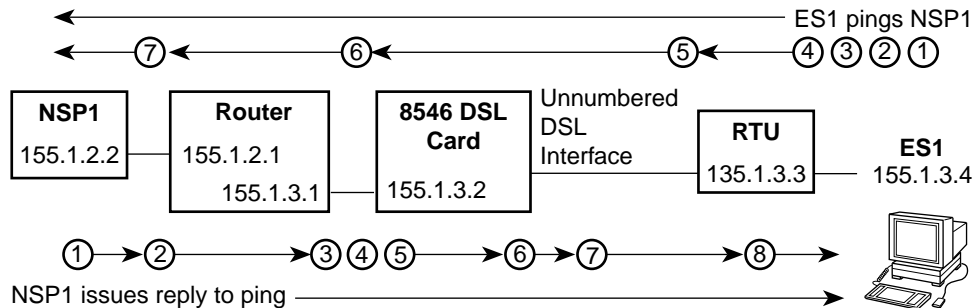 ES1 pings NSP1
7 6 5 4 3 2 1
NSP1
155.1.2.2
Router
155.1.2.1
155.1.3.1
8546 DSL
Card
155.1.3.2
Unnumbered
DSL
Interface
RTU
135.1.3.3
ES1
155.1.3.4
1 2 3 4 5 6 7 8
NSP1 issues reply to ping